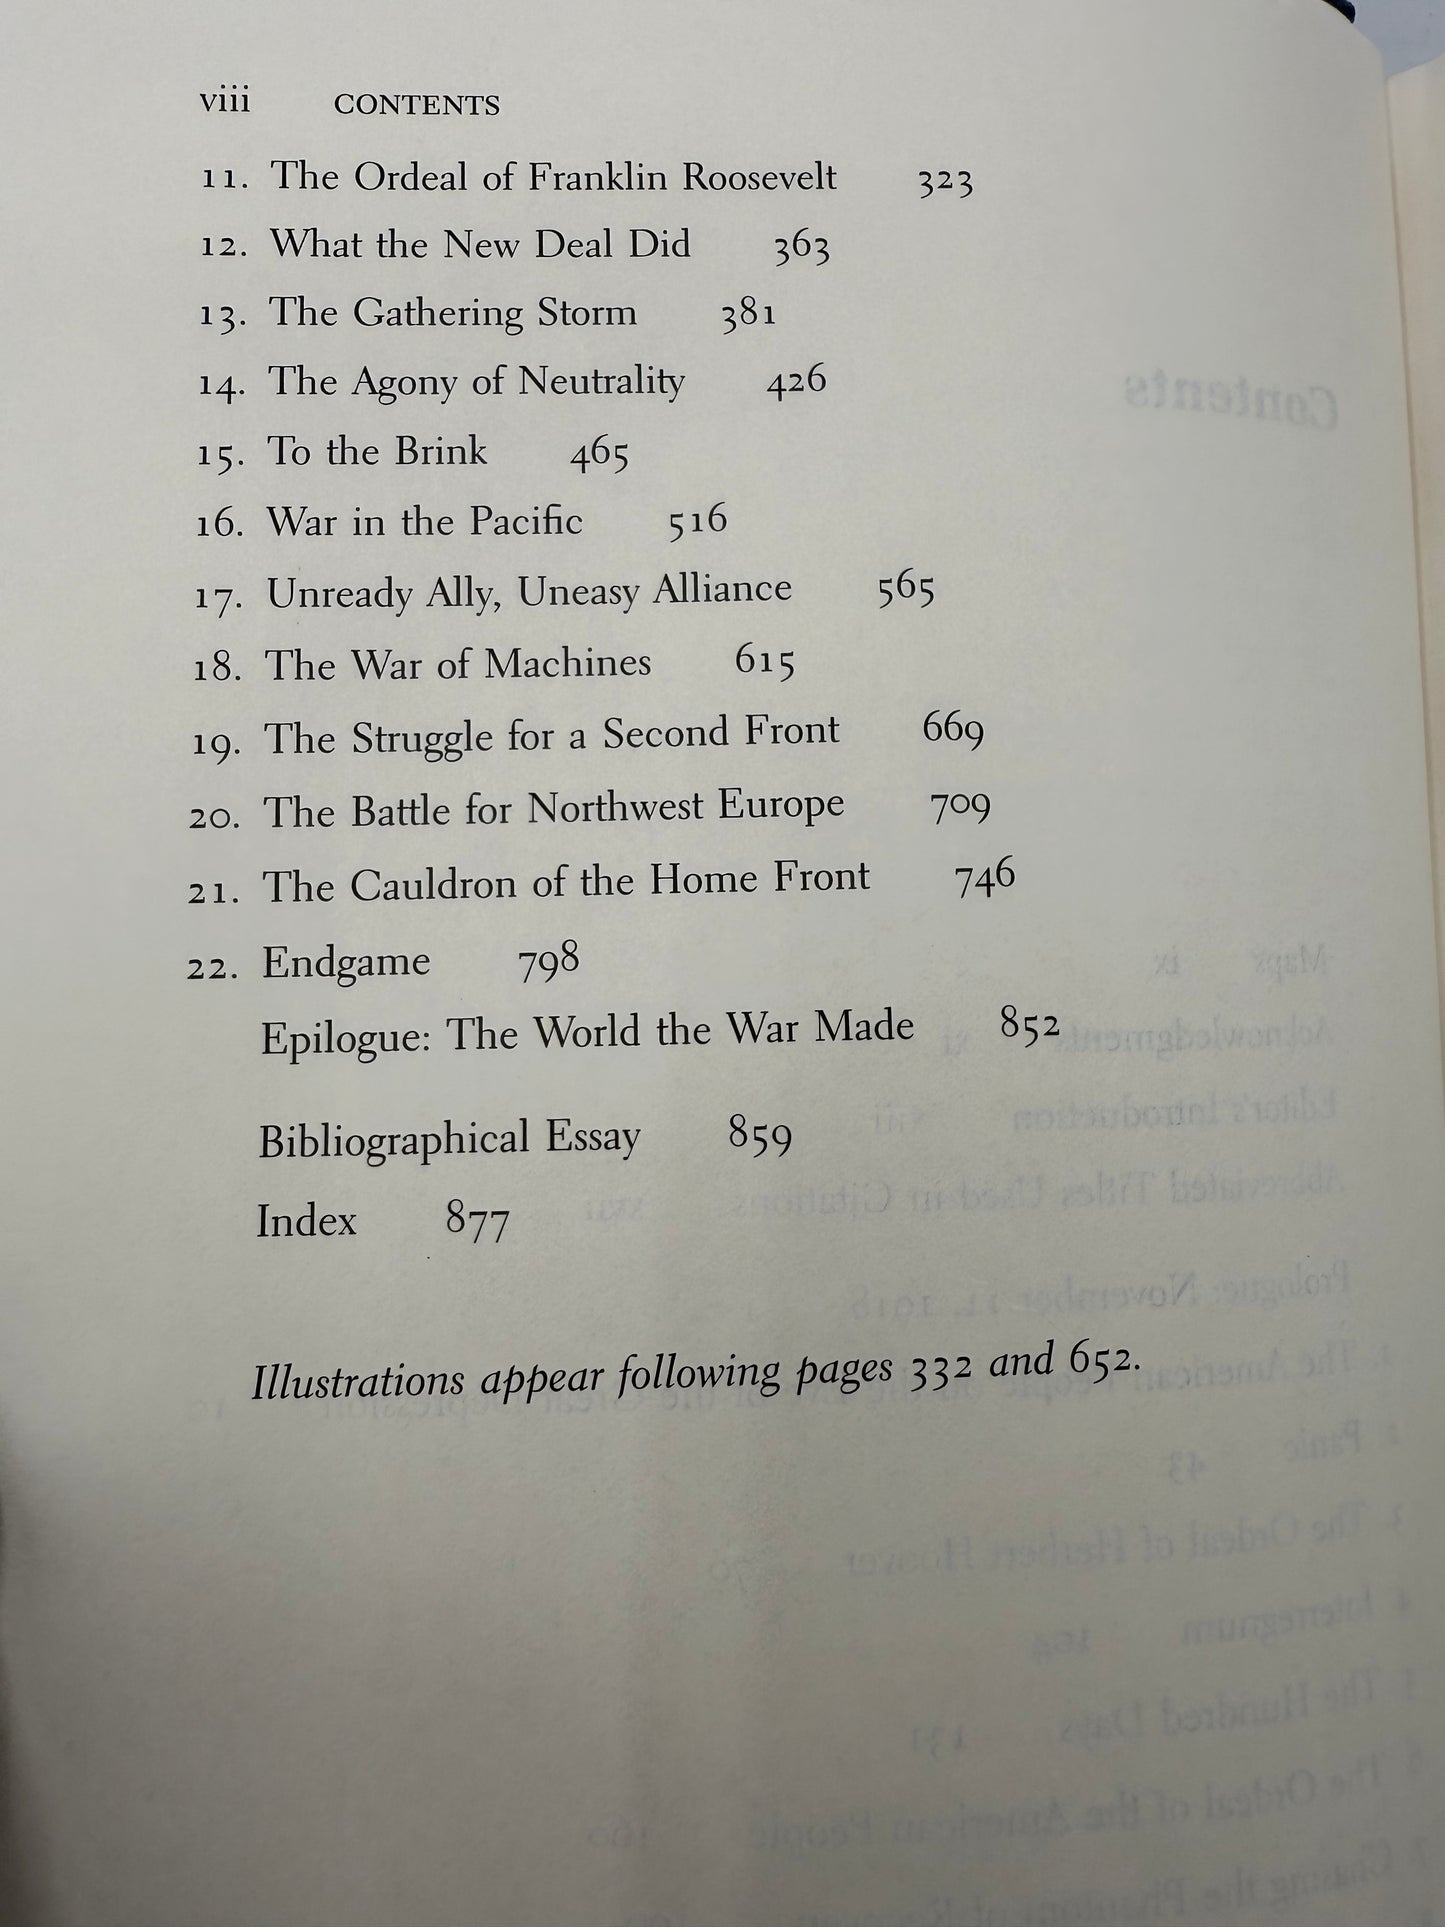 viii CONTENTS
11. The Ordeal of Franklin Roosevelt 323
12. What the New Deal Did 363
13. The Gathering Storm 381
14. The Agony of Neutrality 426
15. To the Brink 465
16. War in the Pacific 516
17. Unready Ally, Uneasy Alliance 565
18. The War of Machines 615
19. The Struggle for a Second Front 669
20. The Battle for Northwest Europe 709
21. The Cauldron of the Home Front 746
22. Endgame 798
Epilogue: The World the War Made 852
Bibliographical Essay 859
Index 877
Illustrations appear following pages 332 and 652.